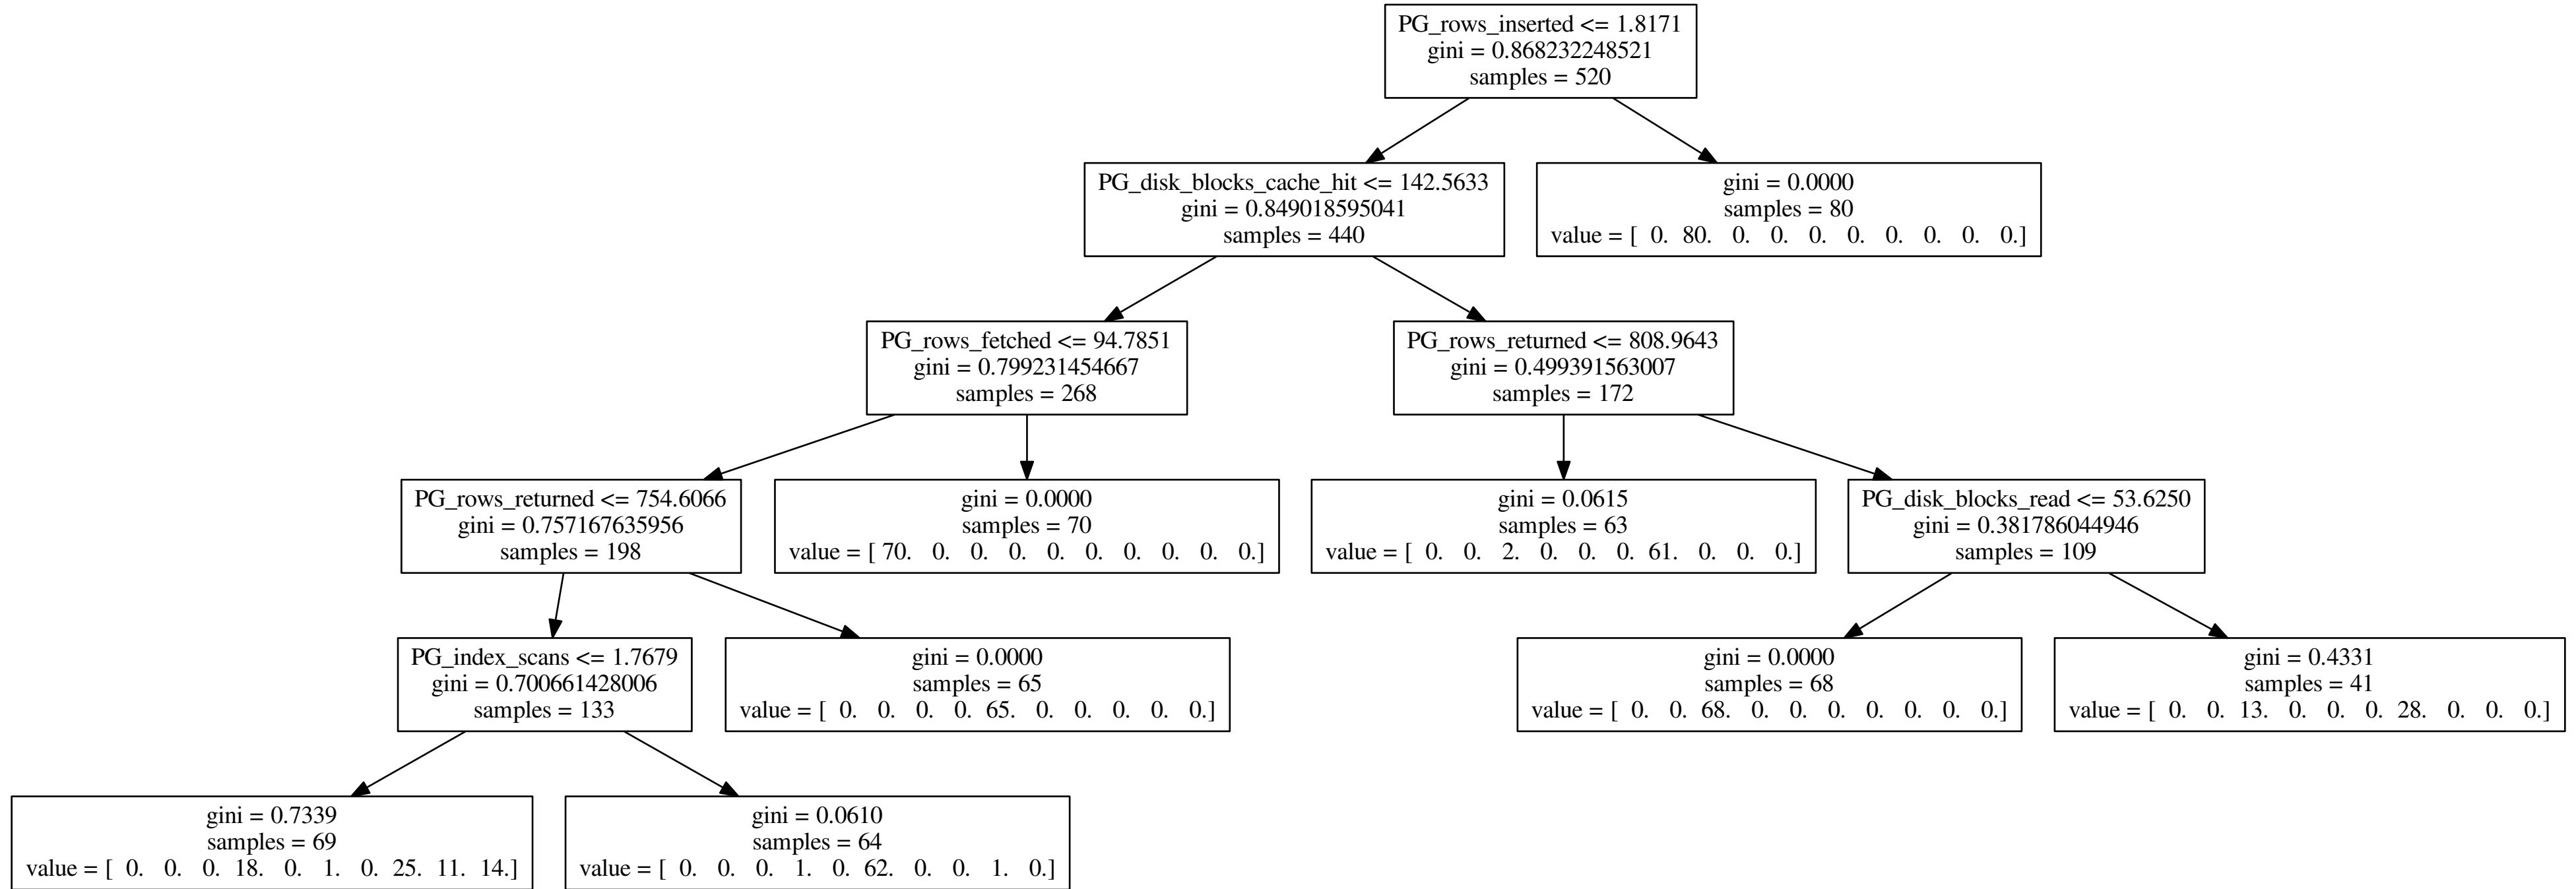 PG_rows_inserted <= 1.8171
gini = 0.868232248521
samples = 520
PG_disk_blocks_cache_hit <= 142.5633
gini = 0.849018595041
samples = 440
gini = 0.0000
samples = 80
value = [ 0. 80. 0. 0. 0. 0. 0. 0. 0. 0.]
PG_rows_fetched <= 94.7851
gini = 0.799231454667
samples = 268
PG_rows_returned <= 808.9643
gini = 0.499391563007
samples = 172
PG_rows_returned <= 754.6066
gini = 0.757167635956
samples = 198
gini = 0.0000
samples = 70
value = [ 70. 0. 0. 0. 0. 0. 0. 0. 0. 0.]
gini = 0.0615
samples = 63
value = [ 0. 0. 2. 0. 0. 0. 61. 0. 0. 0.]
PG_disk_blocks_read <= 53.6250
gini = 0.381786044946
samples = 109
PG_index_scans <= 1.7679
gini = 0.700661428006
samples = 133
gini = 0.0000
samples = 65
value = [ 0. 0. 0. 0. 65. 0. 0. 0. 0. 0.]
gini = 0.0000
samples = 68
value = [ 0. 0. 68. 0. 0. 0. 0. 0. 0. 0.]
gini = 0.4331
samples = 41
value = [ 0. 0. 13. 0. 0. 0. 28. 0. 0. 0.]
gini = 0.7339
samples = 69
value = [ 0. 0. 0. 18. 0. 1. 0. 25. 11. 14.]
gini = 0.0610
samples = 64
value = [ 0. 0. 0. 1. 0. 62. 0. 0. 1. 0.]